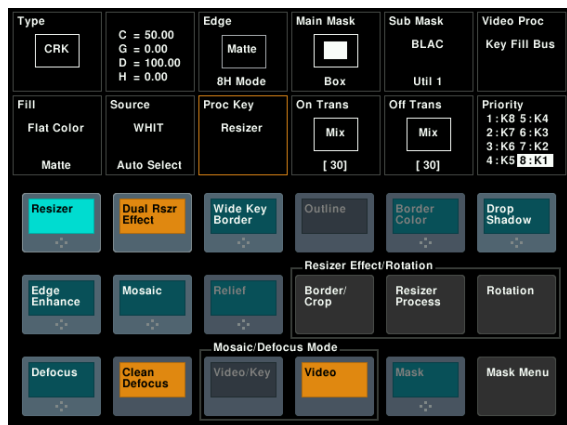 Type
CRK
C = 50.00
G = 0.00
D = 100.00
H = 0.00
Edge
Matte
8H Mode
Main Mask
Box
Sub Mask
BLAC
Util 1
Video Proc
Key Fill Bus
Fill
Flat Color
Matte
Source
WHIT
Auto Select
Proc Key
Resizer
On Trans
Mix
[ 30]
Off Trans
Mix
[ 30]
Priority
1:K8 5:K4
2:K7 6:K3
3:K6 7:K2
4:K5 8:K1
Resizer
Dual Rszr
Effect
Wide Key
Border
Outline
Border
Color
Drop
Shadow
Resizer Effect/Rotation
Edge
Enhance
Mosaic
Relief
Border/
Crop
Resizer
Process
Rotation
Mosaic/Defocus Mode
Defocus
Clean
Defocus
Video/Key
Video
Mask
Mask Menu